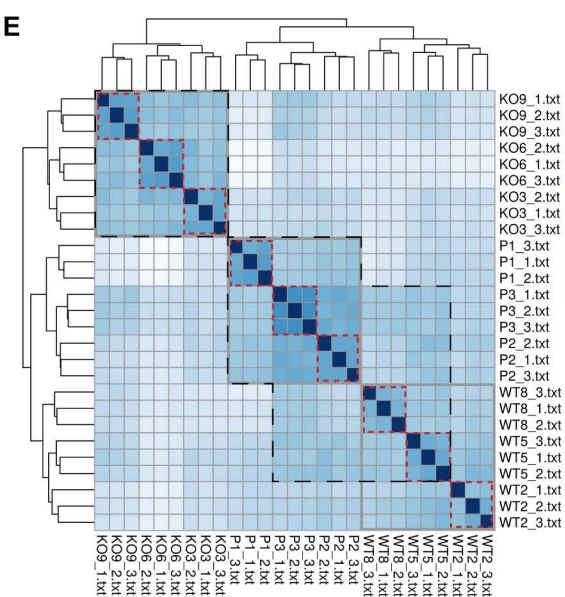 E
KO9_1.txt
KO9_2.txt
KO9_3.txt
KO6_2.txt
KO6_1.txt
KO6_3.txt
KO3_2.txt
KO3_1.txt
KO3_3.txt
P1_3.txt
P1_1.txt
P1_2.txt
P3_1.txt
P3_2.txt
P3_3.txt
P2_2.txt
P2_1.txt
P2_3.txt
WT8_3.txt
WT8_1.txt
WT8_2.txt
WT5_3.txt
WT5_1.txt
WT5_2.txt
WT2_1.txt
WT2_2.txt
WT2_3.txt
KO9_1.txt
KO9_2.txt
KO9_3.txt
KO6_2.txt
KO6_1.txt
KO6_3.txt
KO3_2.txt
KO3_1.txt
KO3_3.txt
P1_3.txt
P1_1.txt
P1_2.txt
P3_1.txt
P3_2.txt
P3_3.txt
P2_2.txt
P2_1.txt
P2_3.txt
WT8_3.txt
WT8_1.txt
WT8_2.txt
WT5_3.txt
WT5_1.txt
WT5_2.txt
WT2_1.txt
WT2_2.txt
WT2_3.txt